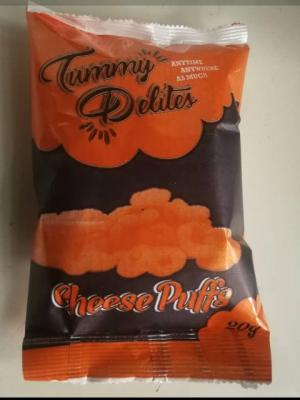 Tummy
Delites
ANYTIME
ANYWHERE
AS MUCH
Cheese Puffs
20g